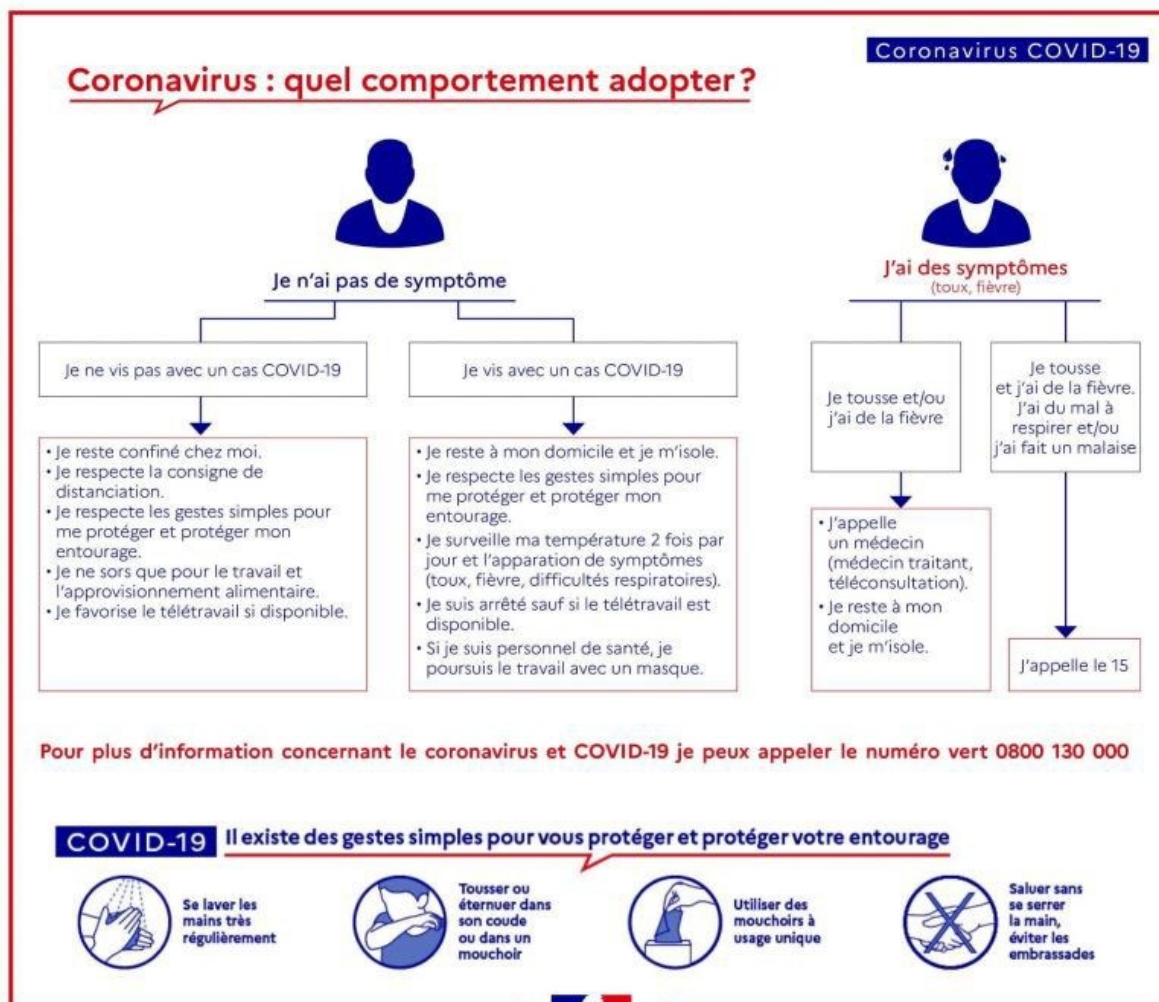 Coronavirus COVID-19
Coronavirus : quel comportement adopter ?
Je n'ai pas de symptôme
Je ne vis pas avec un cas COVID-19
• Je reste confiné chez moi.
• Je respecte la consigne de
distanciation.
• Je respecte les gestes simples pour
me protéger et protéger mon
entourage.
• Je ne sors que pour le travail et
l'approvisionnement alimentaire.
• Je favorise le télétravail si disponible.
Je vis avec un cas COVID-19
• Je reste à mon domicile et je m'isole.
• Je respecte les gestes simples pour
me protéger et protéger mon
entourage.
• Je surveille ma température 2 fois par
jour et l'apparation de symptômes
(toux, fièvre, difficultés respiratoires).
• Je suis arrêté sauf si le télétravail est
disponible.
• Si je suis personnel de santé, je
poursuis le travail avec un masque.
J'ai des symptômes
(toux, fièvre)
Je tousse et/ou
j'ai de la fièvre
• J'appelle
un médecin
(médecin traitant,
téléconsultation).
• Je reste à mon
domicile
et je m'isole.
Je tousse
et j'ai de la fièvre.
J'ai du mal à
respirer et/ou
j'ai fait un malaise
J'appelle le 15
Pour plus d'information concernant le coronavirus et COVID-19 je peux appeler le numéro vert 0800 130 000
COVID-19 Il existe des gestes simples pour vous protéger et protéger votre entourage
Se laver les
mains très
régulièrement
Tousser ou
éternuer dans
son coude
ou dans un
mouchoir
Utiliser des
mouchoirs à
usage unique
Saluer sans
se serrer
la main,
éviter les
embrassades